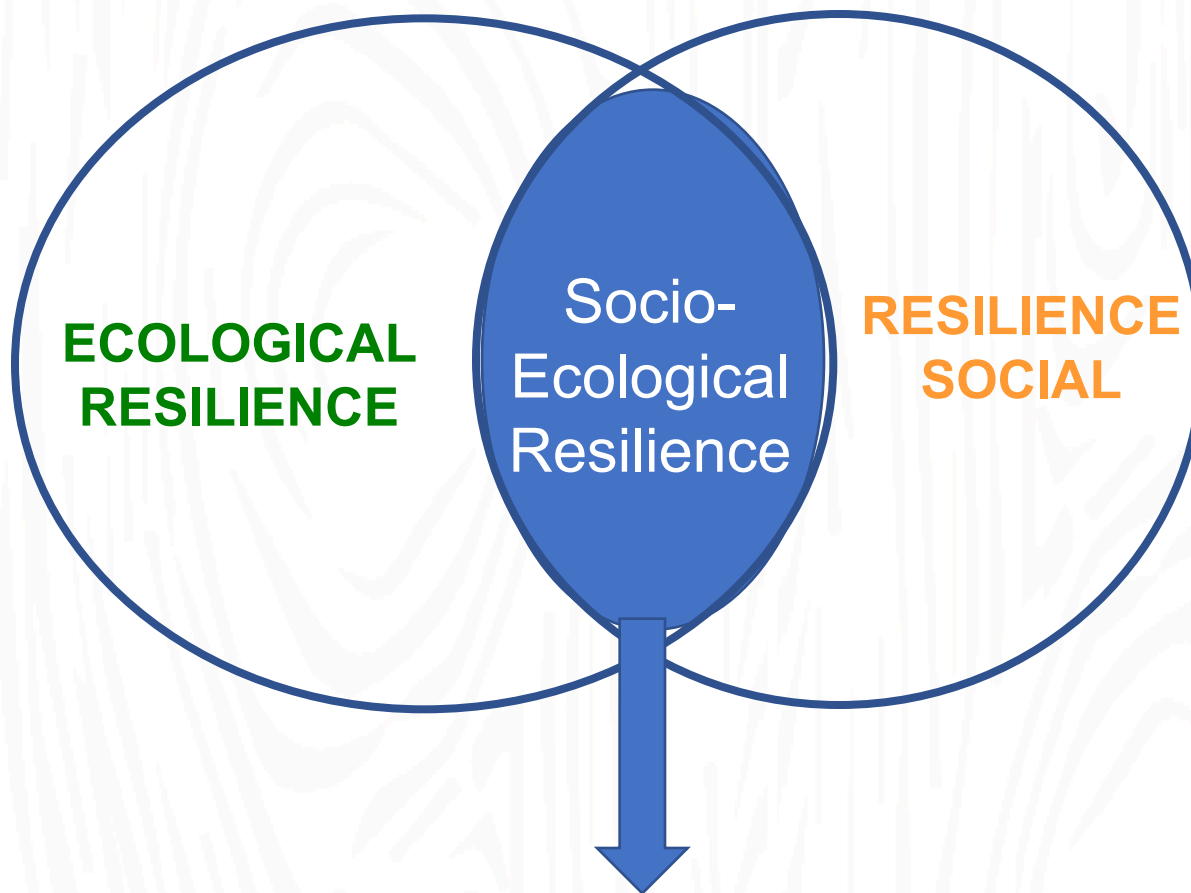 ECOLOGICAL
RESILIENCE
Socio-
Ecological
Resilience
RESILIENCE
SOCIAL